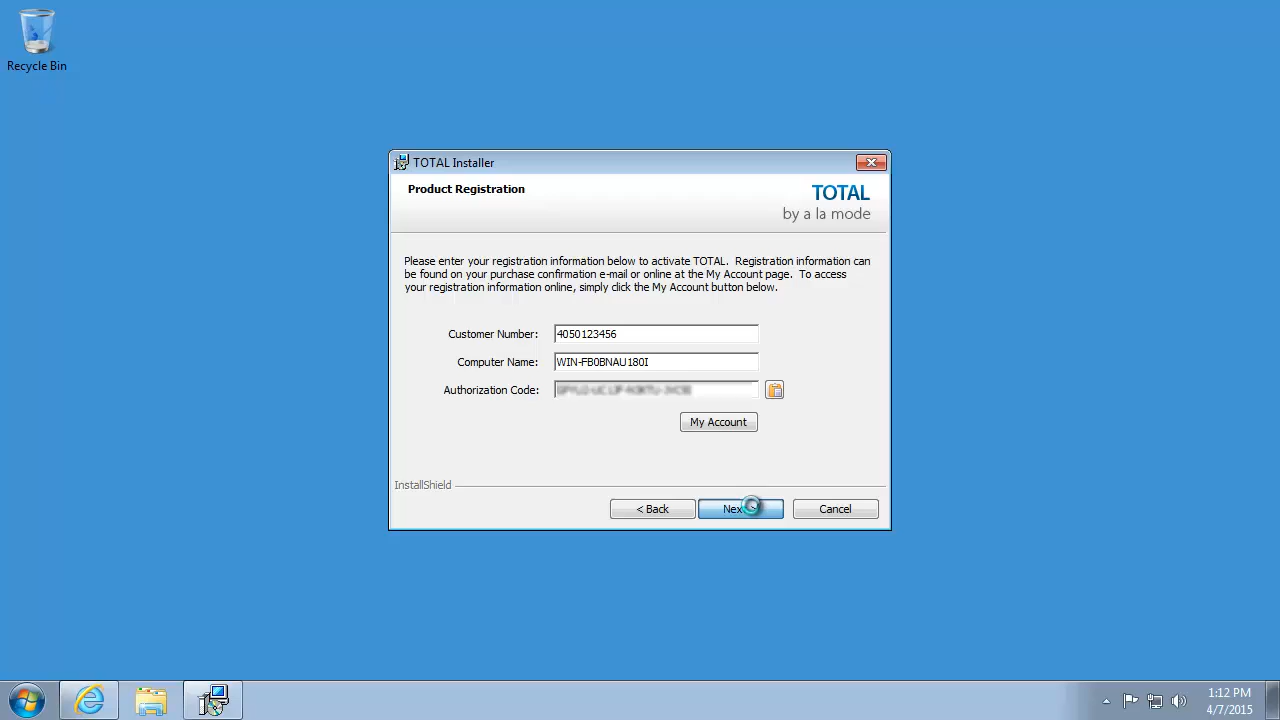 Recycle Bin
TOTAL Installer
Product Registration
TOTAL
by a la mode
Please enter your registration information below to activate TOTAL. Registration information can
be found on your purchase confirmation e-mail or online at the My Account page. To access
your registration information online, simply click the My Account button below.
Customer Number: 4050123456
Computer Name: WIN-FB0BNAU180I
Authorization Code:
My Account
InstallShield
< Back
Cancel
1:12 PM
4/7/2015